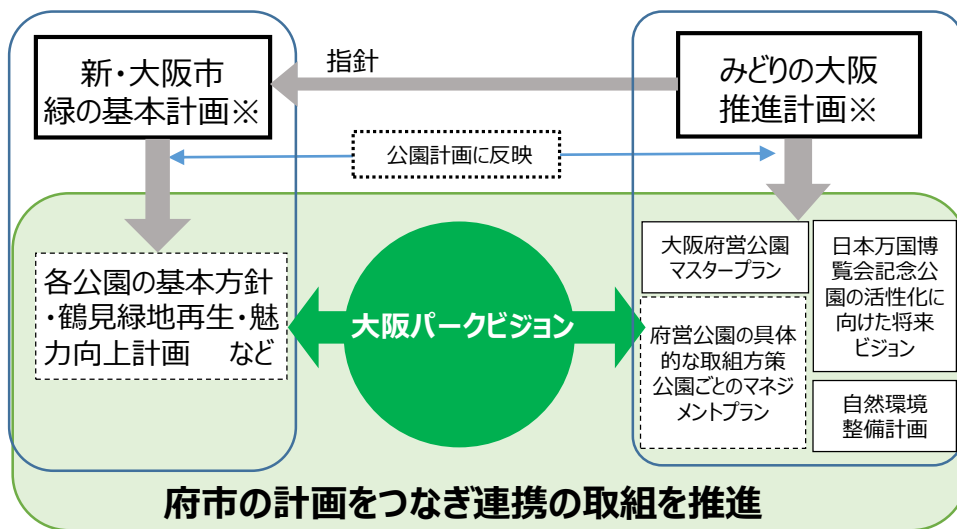 新・大阪市
緑の基本計画※
指針
みどりの大阪
推進計画※
公園計画に反映
各公園の基本方針
・鶴見緑地再生・魅
力向上計画 など
大阪パークビジョン
大阪府営公園
マスタープラン
府営公園の具体
的な取組方策
公園ごとのマネジ
メントプラン
日本万国博
覧会記念公
園の活性化に
向けた将来
ビジョン
自然環境
整備計画
府市の計画をつなぎ連携の取組を推進